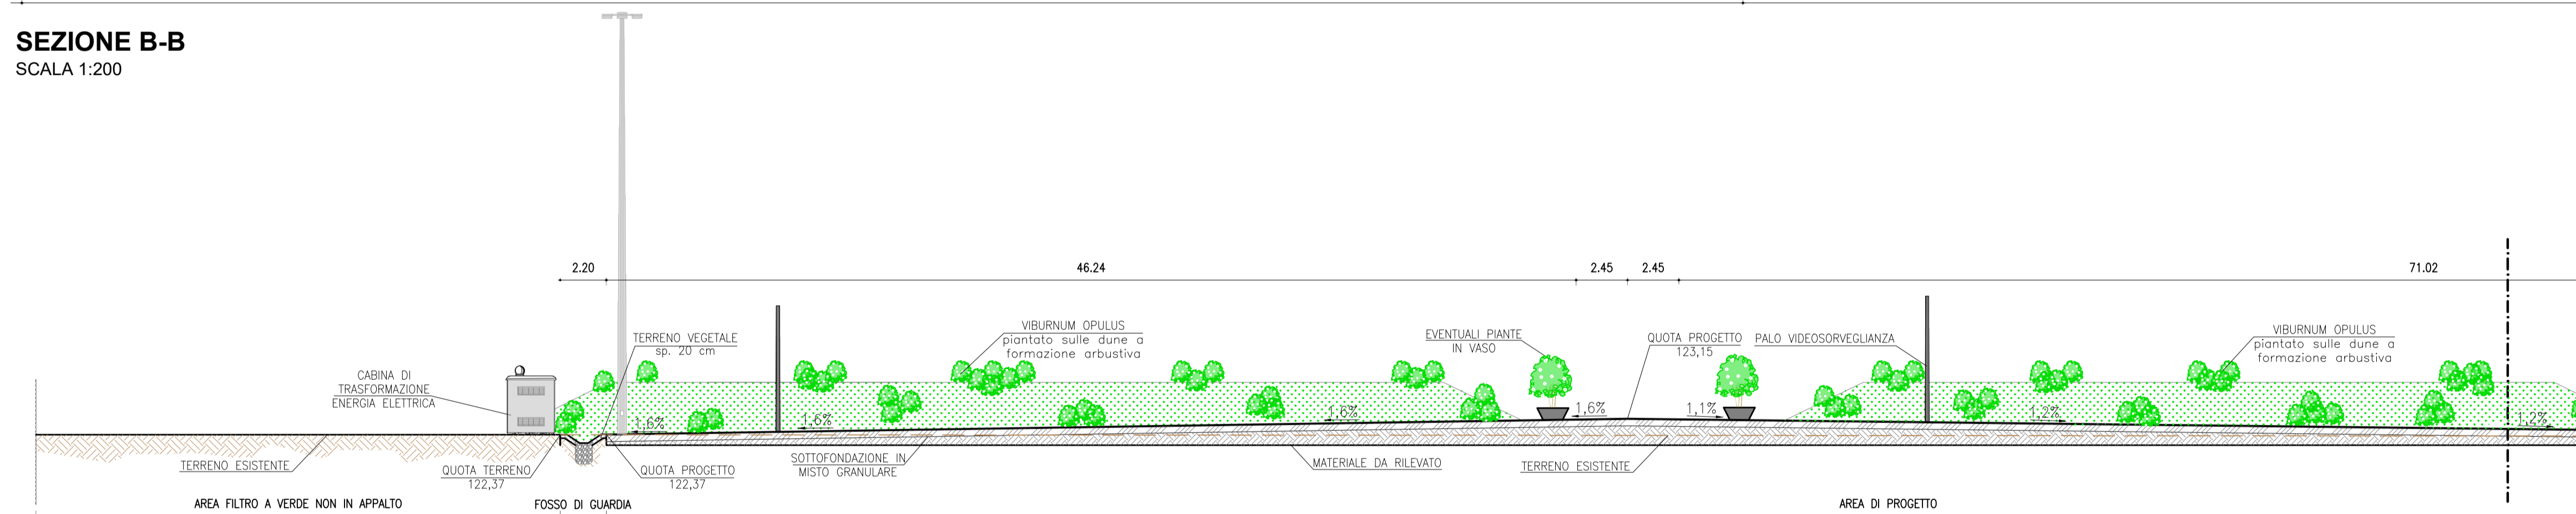 SEZIONE B-B
SCALA 1:200
2.20
46.24
2.45
2.45
71.02
CABINA DI
TRASFORMAZIONE
ENERGIA ELETTRICA
TERRENO VEGETALE
sp. 20 cm
VIBURNUM OPULUS
piantato sulle dune a
formazione arbustiva
EVENTUALI PIANTE
IN VASO
QUOTA PROGETTO
123,15
PALO VIDEOSORVEGLIANZA
VIBURNUM OPULUS
piantato sulle dune a
formazione arbustiva
1,6%
1,6%
1,6%
1,6%
1,1%
1,2%
1,2%
TERRENO ESISTENTE
QUOTA TERRENO
122,37
QUOTA PROGETTO
122,37
SOTTOFONDAZIONE IN
MISTO GRANULARE
MATERIALE DA RILEVATO
TERRENO ESISTENTE
AREA FILTRO A VERDE NON IN APPALTO
FOSSO DI GUARDIA
AREA DI PROGETTO